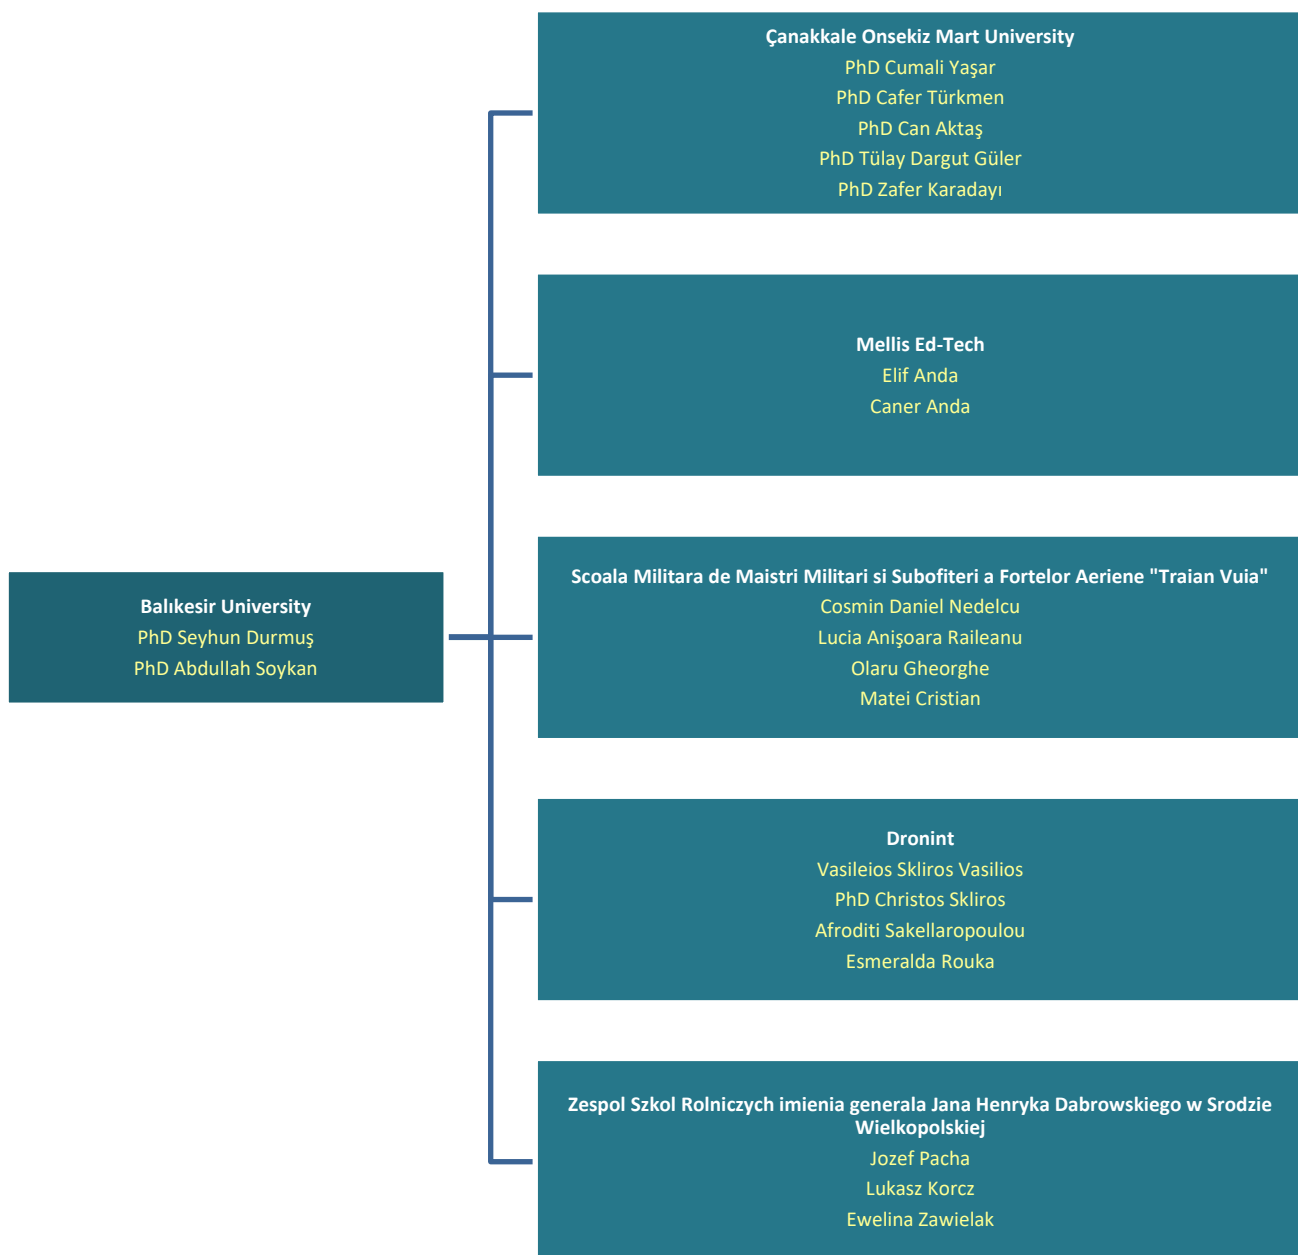 Çanakkale Onsekiz Mart University
PhD Cumali Yaşar
PhD Cafer Türkmen
PhD Can Aktaş
PhD Tülay Dargut Güler
PhD Zafer Karadayı
Mellis Ed-Tech
Elif Anda
Caner Anda
Balıkesir University
PhD Seyhun Durmuş
PhD Abdullah Soykan
Scoala Militara de Maistri Militari si Subofiteri a Fortelor Aeriene "Traian Vuia"
Cosmin Daniel Nedelcu
Lucia Anişoara Raileanu
Olaru Gheorghe
Matei Cristian
Dronint
Vasileios Skliros Vasilios
PhD Christos Skliros
Afroditi Sakellaropoulou
Esmeralda Rouka
Zespol Szkol Rolniczych imienia generala Jana Henryka Dabrowskiego w Srodzie
Wielkopolskiej
Jozef Pacha
Lukasz Korcz
Ewelina Zawielak